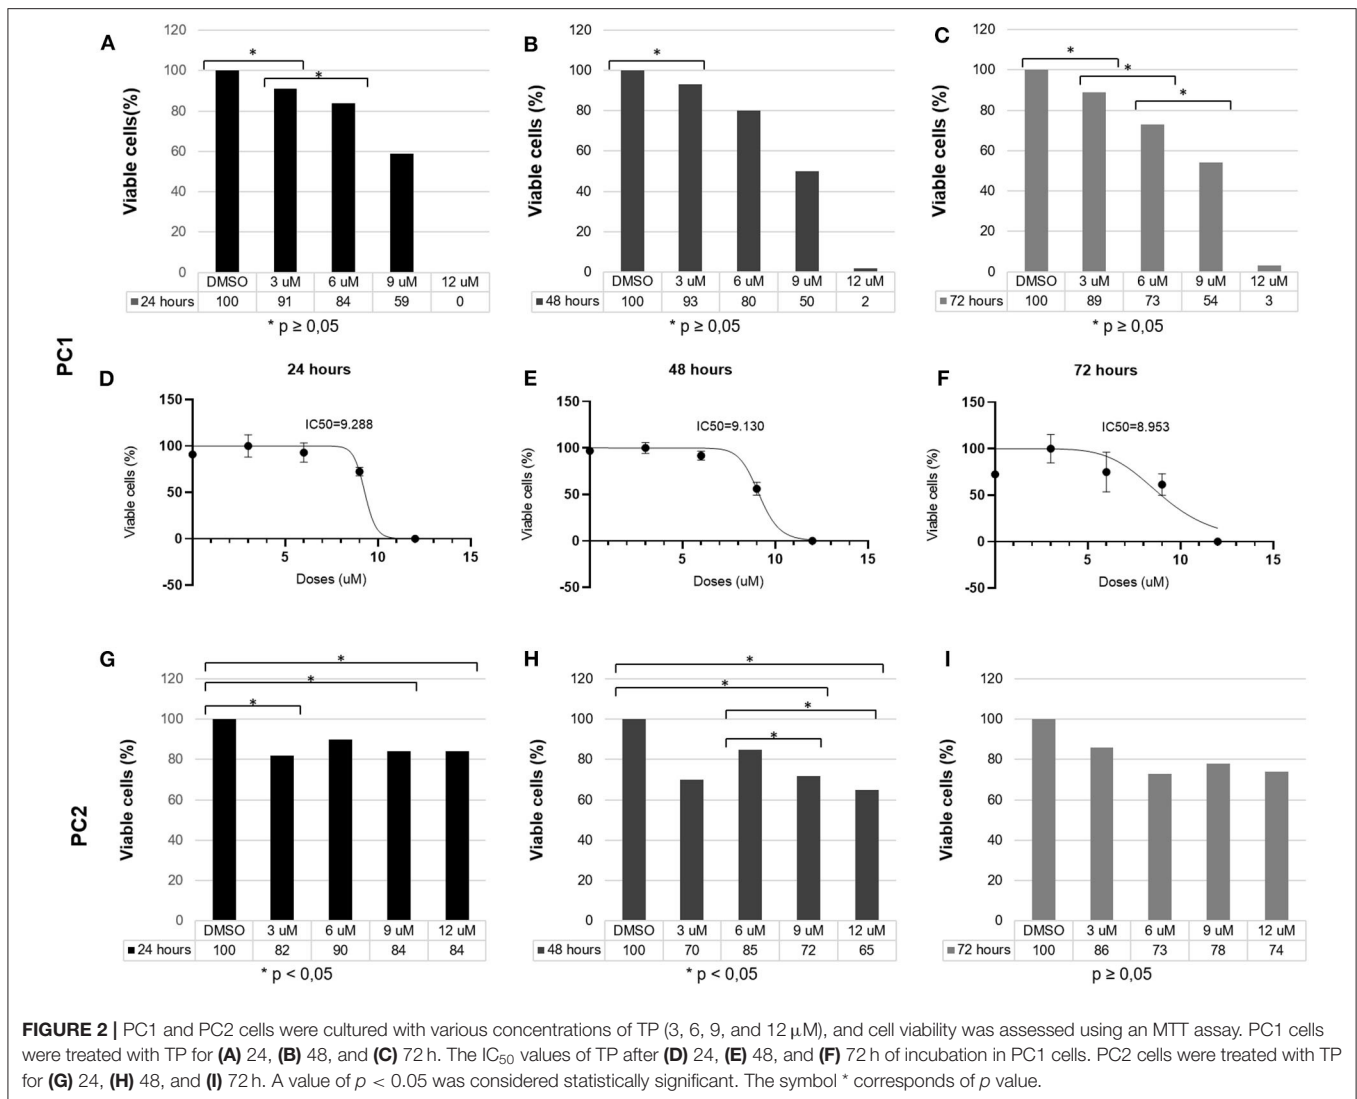 A
120
100
80
60
40
20
0
Viable cells(%)
*
*
DMSO 3 uM 6 uM 9 uM 12 uM
24 hours 100 91 84 59 0
* p ≥ 0,05
B
120
100
80
60
40
20
0
Viable cells (%)
*
DMSO 3 uM 6 uM 9 uM 12 uM
48 hours 100 93 80 50 2
* p ≥ 0,05
C
120
100
80
60
40
20
0
Viable cells (%)
*
*
*
DMSO 3 uM 6 uM 9 uM 12 uM
72 hours 100 89 73 54 3
* p ≥ 0,05
PC1
D
24 hours
150
100
50
0
-50
Viable cells (%)
IC50=9.288
5 10 15
Doses (uM)
E
48 hours
150
100
50
0
-50
Viable cells (%)
IC50=9.130
5 10 15
Doses (uM)
F
72 hours
150
100
50
0
-50
Viable cells (%)
IC50=8.953
5 10 15
Doses (uM)
PC2
G
*
*
*
120
100
80
60
40
20
0
Viable cells (%)
DMSO 3 uM 6 uM 9 uM 12 uM
24 hours 100 82 90 84 84
* p < 0,05
H
*
*
*
*
120
100
80
60
40
20
0
Viable cells (%)
DMSO 3 uM 6 uM 9 uM 12 uM
48 hours 100 70 85 72 65
* p < 0,05
I
120
100
80
60
40
20
0
Viable cells (%)
DMSO 3 uM 6 uM 9 uM 12 uM
72 hours 100 86 73 78 74
p ≥ 0,05
FIGURE 2 | PC1 and PC2 cells were cultured with various concentrations of TP (3, 6, 9, and 12 μM), and cell viability was assessed using an MTT assay. PC1 cells
were treated with TP for (A) 24, (B) 48, and (C) 72 h. The IC50 values of TP after (D) 24, (E) 48, and (F) 72 h of incubation in PC1 cells. PC2 cells were treated with TP
for (G) 24, (H) 48, and (I) 72 h. A value of p < 0.05 was considered statistically significant. The symbol * corresponds of p value.